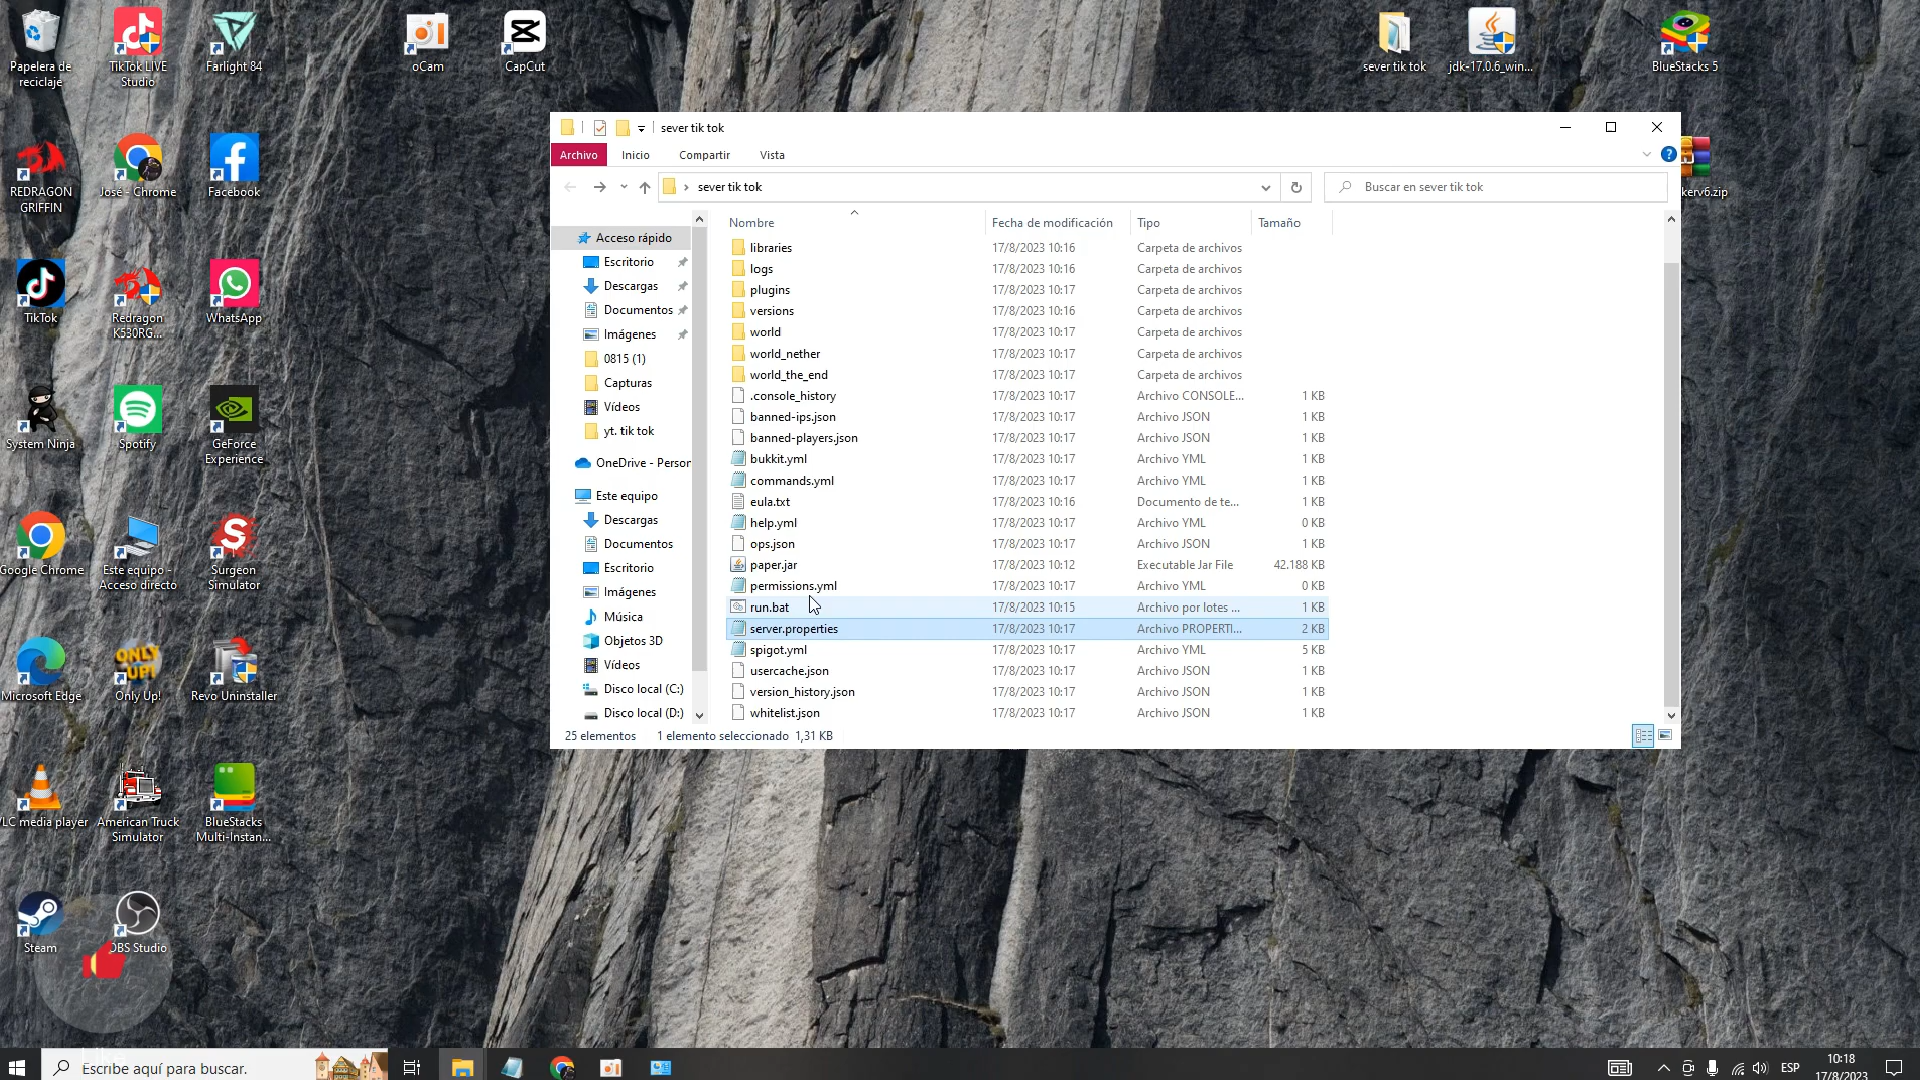 Papelera de
reciclaje
TikTok LIVE
Studio
Farlight 84
oCam
CapCut
sever tik tok
jdk-17.0.6_win...
BlueStacks 5
REDRAGON
GRIFFIN
José - Chrome
Facebook
kerv6.zip
TikTok
Redragon
K530RG...
WhatsApp
System Ninja
Spotify
GeForce
Experience
Google Chrome
Este equipo -
Acceso directo
Surgeon
Simulator
Microsoft Edge
ONLY
UP!
Only Up!
Revo Uninstaller
VLC media player
American Truck
Simulator
BlueStacks
Multi-Instan...
Steam
OBS Studio
sever tik tok
Archivo
Inicio
Compartir
Vista
sever tik tok
Buscar en sever tik tok
Nombre
Fecha de modificación
Tipo
Tamaño
Acceso rápido
Escritorio
Descargas
Documentos
Imágenes
0815 (1)
Capturas
Vídeos
yt. tik tok
OneDrive - Person
Este equipo
Descargas
Documentos
Escritorio
Imágenes
Música
Objetos 3D
Vídeos
Disco local (C:)
Disco local (D:)
libraries 17/8/2023 10:16 Carpeta de archivos
logs 17/8/2023 10:16 Carpeta de archivos
plugins 17/8/2023 10:17 Carpeta de archivos
versions 17/8/2023 10:16 Carpeta de archivos
world 17/8/2023 10:17 Carpeta de archivos
world_nether 17/8/2023 10:17 Carpeta de archivos
world_the_end 17/8/2023 10:17 Carpeta de archivos
.console_history 17/8/2023 10:17 Archivo CONSOLE... 1 KB
banned-ips.json 17/8/2023 10:17 Archivo JSON 1 KB
banned-players.json 17/8/2023 10:17 Archivo JSON 1 KB
bukkit.yml 17/8/2023 10:17 Archivo YML 1 KB
commands.yml 17/8/2023 10:17 Archivo YML 1 KB
eula.txt 17/8/2023 10:16 Documento de te... 1 KB
help.yml 17/8/2023 10:17 Archivo YML 0 KB
ops.json 17/8/2023 10:17 Archivo JSON 1 KB
paper.jar 17/8/2023 10:12 Executable Jar File 42.188 KB
permissions.yml 17/8/2023 10:17 Archivo YML 0 KB
run.bat 17/8/2023 10:15 Archivo por lotes ... 1 KB
server.properties 17/8/2023 10:17 Archivo PROPERTI... 2 KB
spigot.yml 17/8/2023 10:17 Archivo YML 5 KB
usercache.json 17/8/2023 10:17 Archivo JSON 1 KB
version_history.json 17/8/2023 10:17 Archivo JSON 1 KB
whitelist.json 17/8/2023 10:17 Archivo JSON 1 KB
25 elementos 1 elemento seleccionado 1,31 KB
Escribe aquí para buscar.
ESP
10:18
17/8/2023